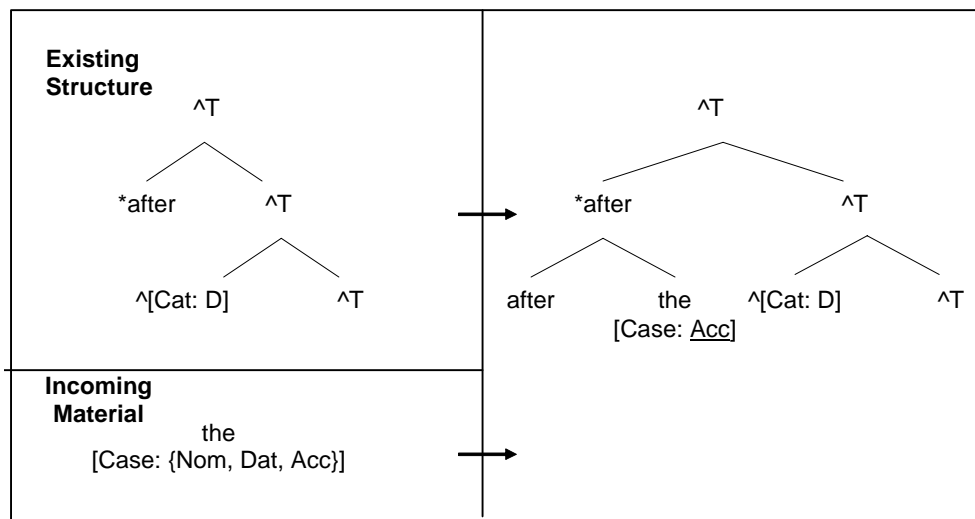 Existing
Structure
^T
*after ^T
^[Cat: D] ^T
Incoming
Material
the
[Case: {Nom, Dat, Acc}]
^T
*after ^T
after the ^[Cat: D] ^T
[Case: Acc]